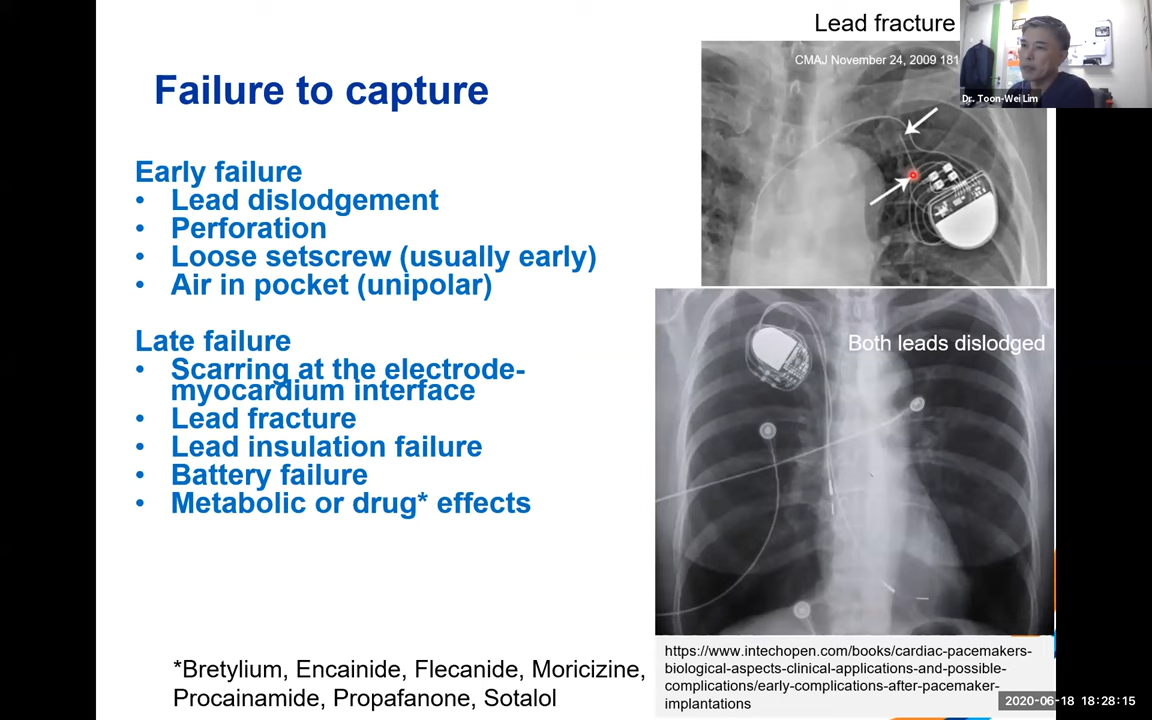 Lead fracture
CMAJ November 24, 2009 181
Dr. Toon-Wei Lim
Failure to capture
Early failure
• Lead dislodgement
• Perforation
• Loose setscrew (usually early)
• Air in pocket (unipolar)
Late failure
• Scarring at the electrode-
myocardium interface
• Lead fracture
• Lead insulation failure
• Battery failure
• Metabolic or drug* effects
*Bretylium, Encainide, Flecanide, Moricizine,
Procainamide, Propafanone, Sotalol
Both leads dislodged
https://www.intechopen.com/books/cardiac-pacemakers-
biological-aspects-clinical-applications-and-possible-
complications/early-complications-after-pacemaker-
implantations
2020-06-18 18:28:15